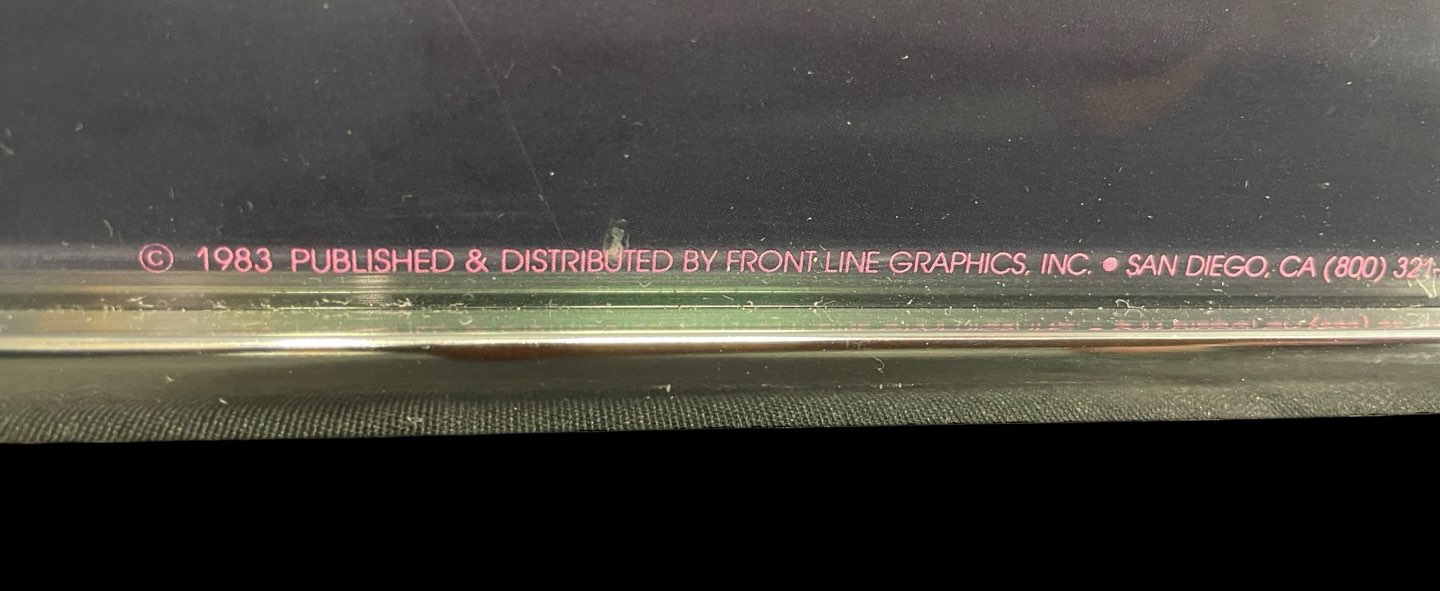 © 1983 PUBLISHED & DISTRIBUTED BY FRONT LINE GRAPHICS, INC. • SAN DIEGO, CA (800) 321-